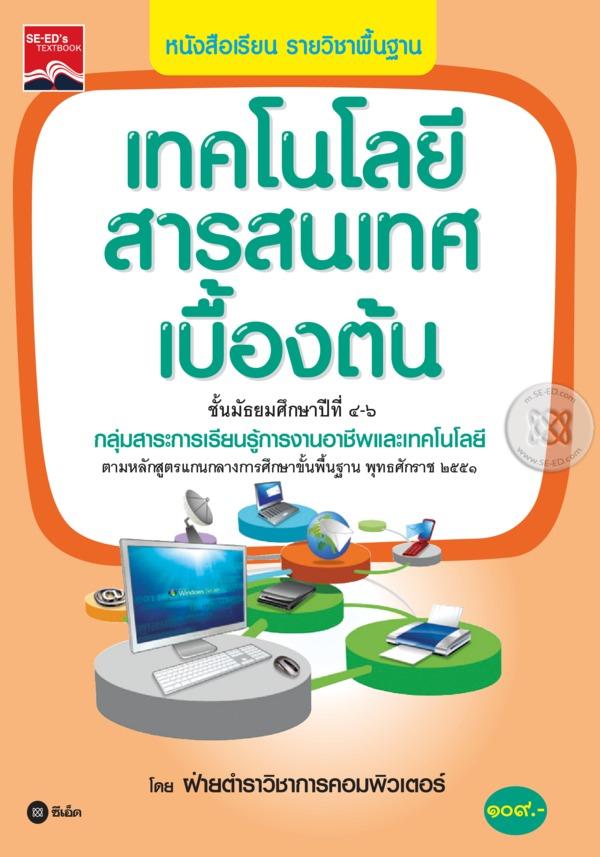 SE-ED's
TEXTBOOK
หนังสือเรียน รายวิชาพื้นฐาน
เทคโนโลยี
สารสนเทศ
เบื้องต้น
ชั้นมัธยมศึกษาปีที่ ๔-๖
กลุ่มสาระการเรียนรู้การงานอาชีพและเทคโนโลยี
ตามหลักสูตรแกนกลางการศึกษาขั้นพื้นฐาน พุทธศักราช ๒๕๕๑
m.SE-ED.com
www.SE-ED.com
@
Windows
โดย ฝ่ายตำราวิชาการคอมพิวเตอร์
ซีเอ็ด
๑๐๙.-